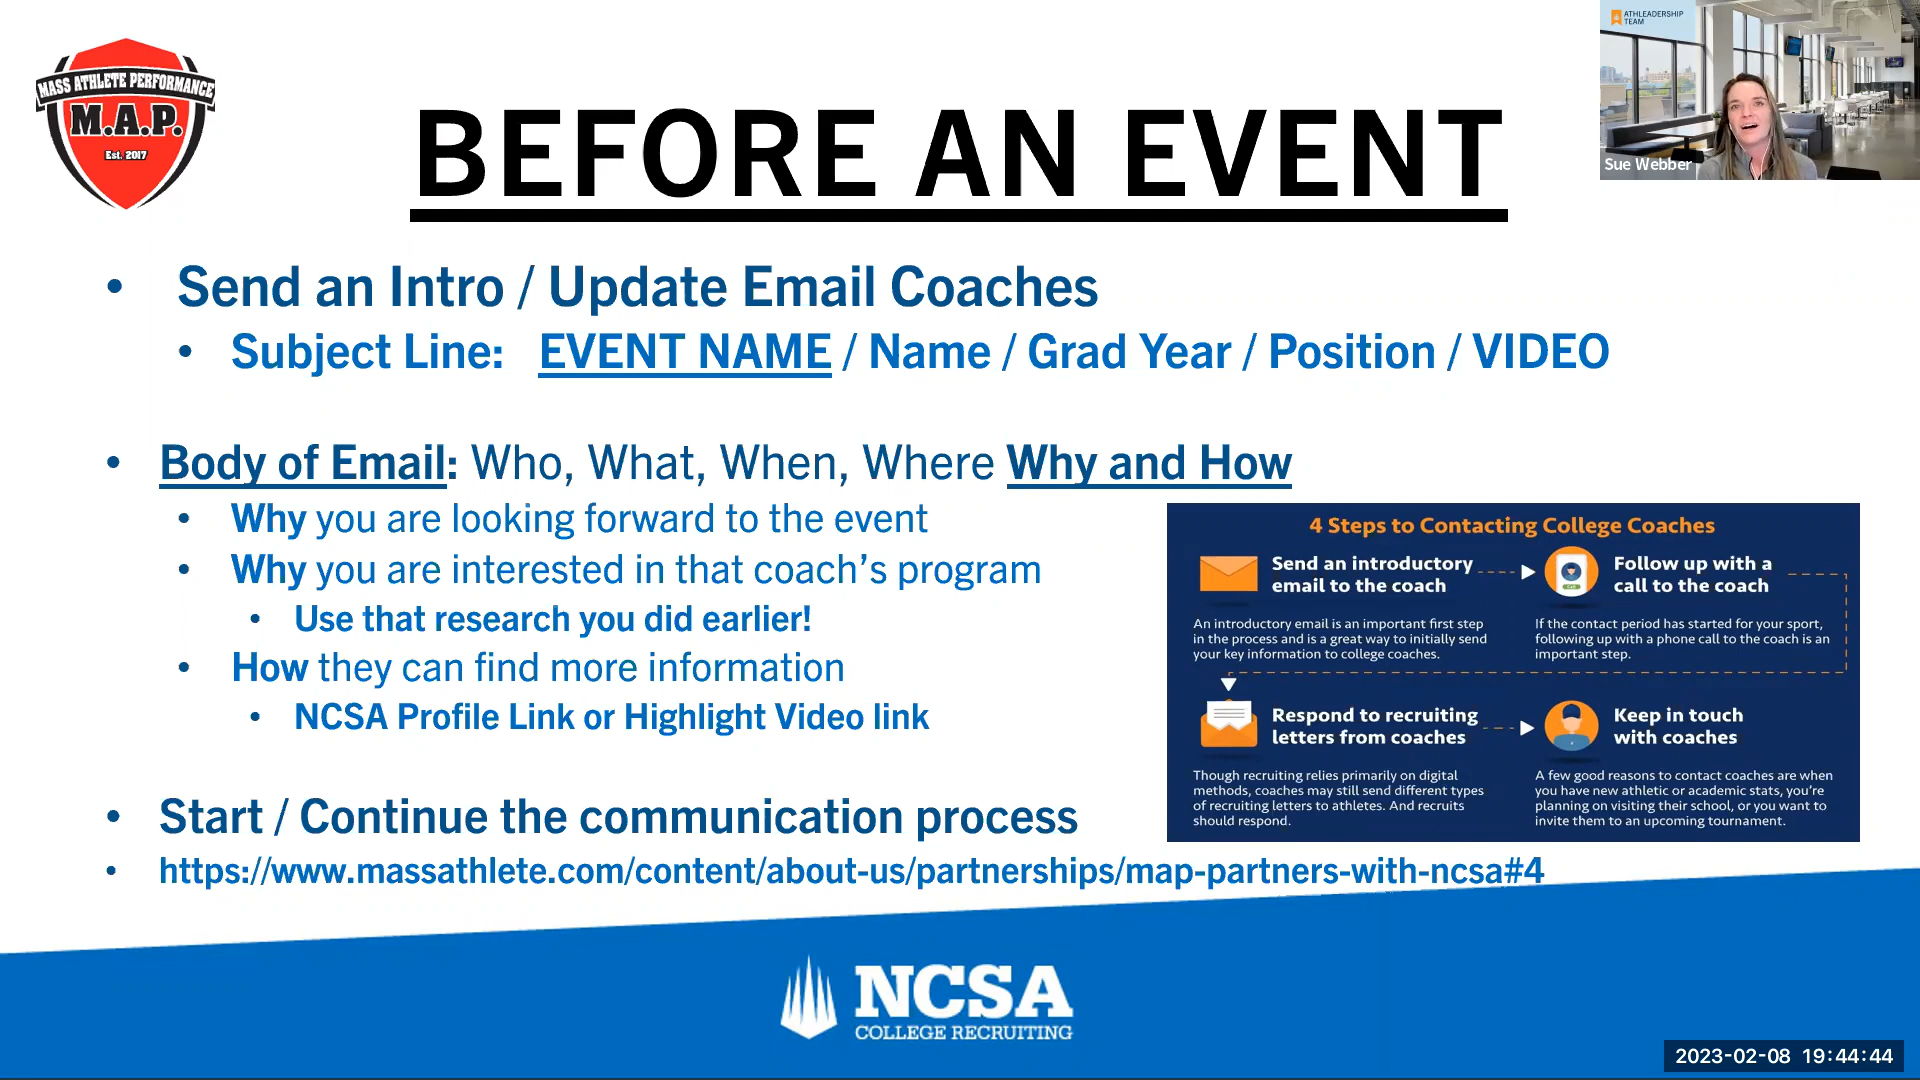 MASS ATHLETE PERFORMANCE
M.A.P.
Est. 2017
ATHLEADERSHIP
TEAM
Sue Webber
BEFORE AN EVENT
• Send an Intro / Update Email Coaches
• Subject Line: EVENT NAME / Name / Grad Year / Position / VIDEO
• Body of Email: Who, What, When, Where Why and How
• Why you are looking forward to the event
• Why you are interested in that coach’s program
• Use that research you did earlier!
• How they can find more information
• NCSA Profile Link or Highlight Video link
4 Steps to Contacting College Coaches
Send an introductory
email to the coach
An introductory email is an important first step
in the process and is a great way to initially send
your key information to college coaches.
Follow up with a
call to the coach
If the contact period has started for your sport,
following up with a phone call to the coach is an
important step.
Respond to recruiting
letters from coaches
Though recruiting relies primarily on digital
methods, coaches may still send different types
of recruiting letters to athletes. And recruits
should respond.
Keep in touch
with coaches
A few good reasons to contact coaches are when
you have new athletic or academic stats, you’re
planning on visiting their school, or you want to
invite them to an upcoming tournament.
• Start / Continue the communication process
• https://www.massathlete.com/content/about-us/partnerships/map-partners-with-ncsa#4
NCSA
COLLEGE RECRUITING
2023-02-08 19:44:44